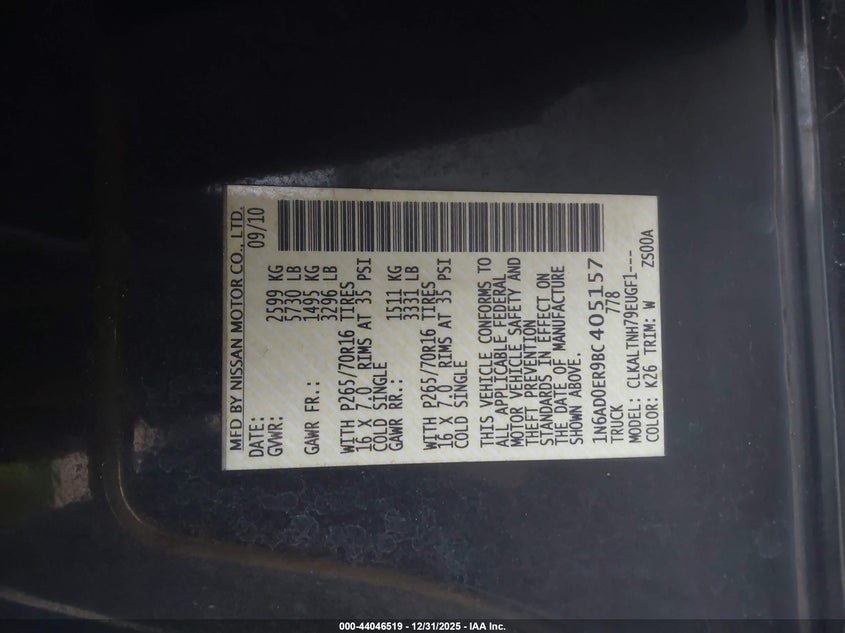 MFD BY NISSAN MOTOR CO., LTD.
DATE: 09/10
GVWR: 2599 KG
5730 LB
GAWR FR.: 1495 KG
3296 LB
WITH P265/70R16 TIRES
16 X 7.0 RIMS AT 35 PSI
COLD SINGLE
GAWR RR.: 1511 KG
3331 LB
WITH P265/70R16 TIRES
16 X 7.0 RIMS AT 35 PSI
COLD SINGLE
THIS VEHICLE CONFORMS TO
ALL APPLICABLE FEDERAL
MOTOR VEHICLE SAFETY AND
THEFT PREVENTION
STANDARDS IN EFFECT ON
THE DATE OF MANUFACTURE
SHOWN ABOVE.
1N6AD0ER9BC405157
TRUCK 778
MODEL: CLKALTNH79EUGF1---
COLOR: K26 TRIM: W ZS00A
000-44046519 - 12/31/2025 - IAA Inc.